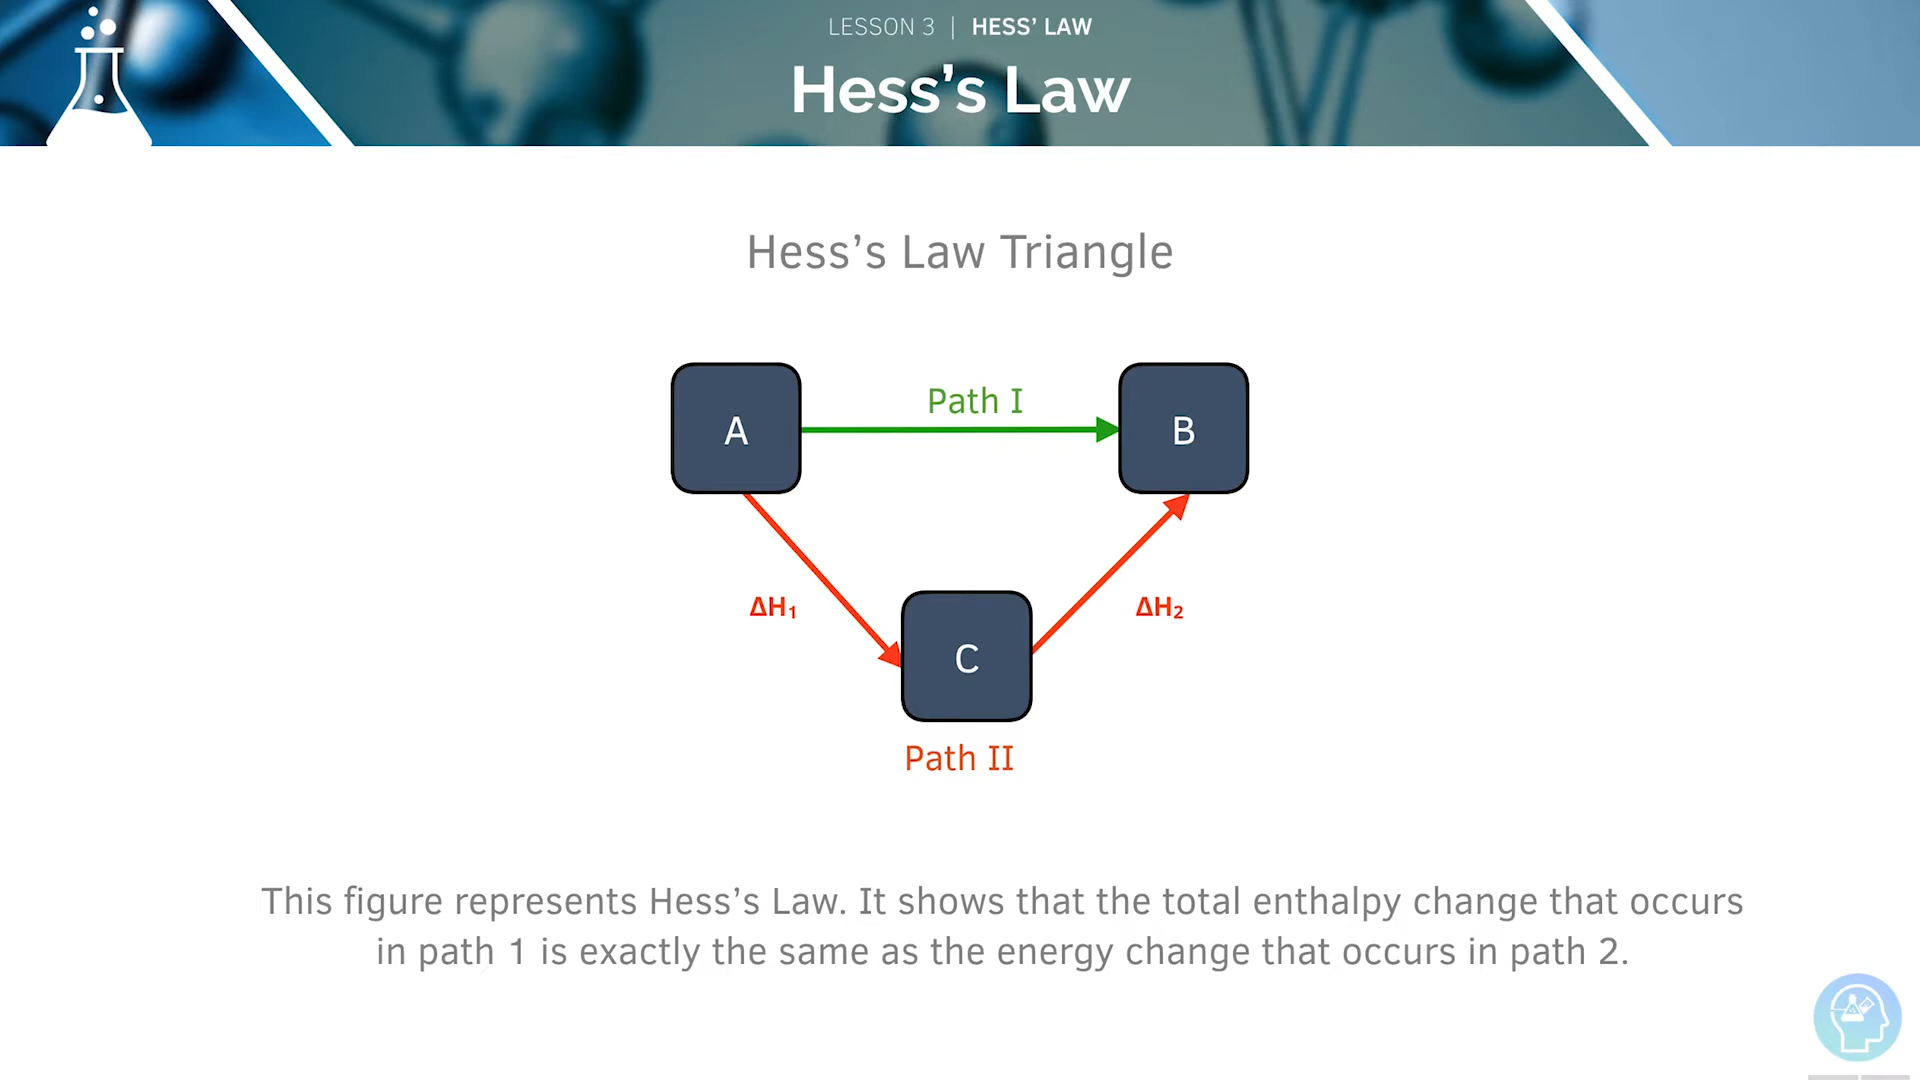 LESSON 3 | HESS’ LAW
Hess’s Law
Hess’s Law Triangle
Path I
A
B
ΔH₁
ΔH₂
C
Path II
This figure represents Hess’s Law. It shows that the total enthalpy change that occurs
in path 1 is exactly the same as the energy change that occurs in path 2.